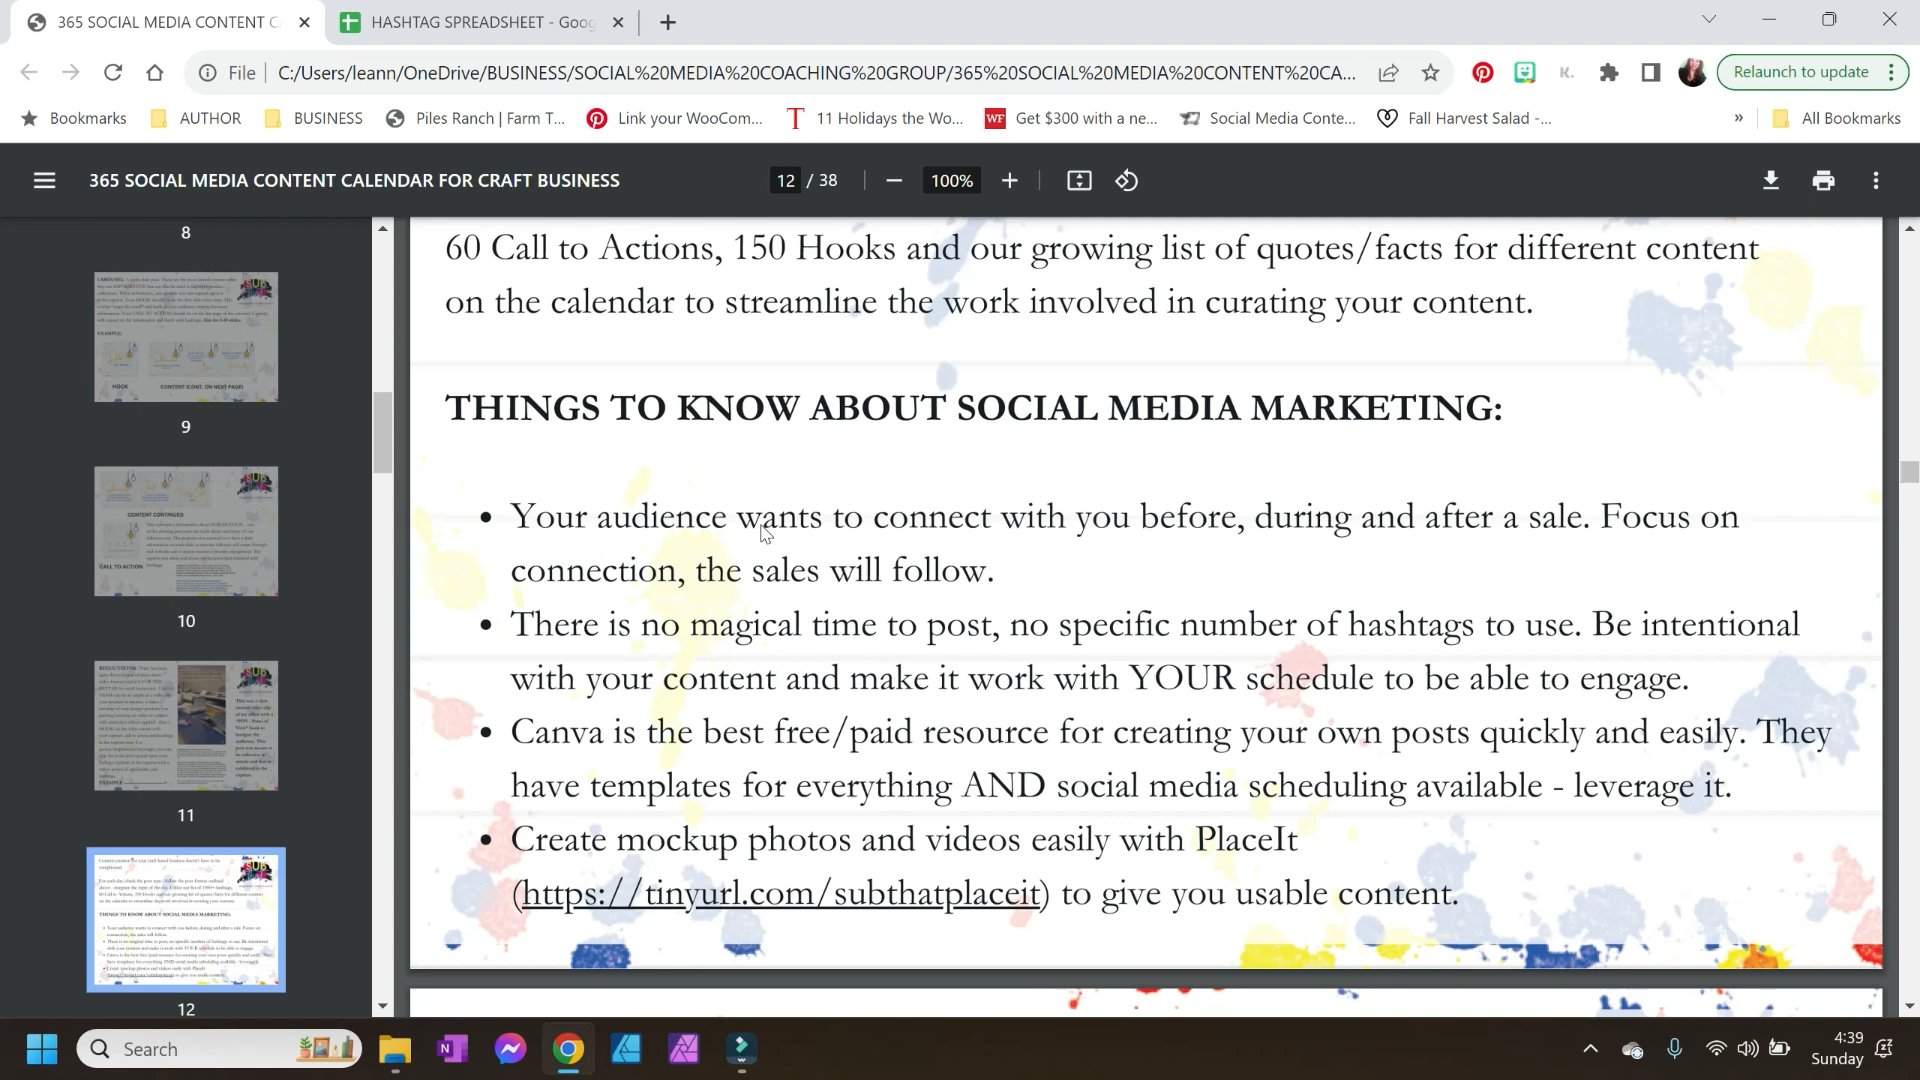 365 SOCIAL MEDIA CONTENT C
HASHTAG SPREADSHEET - Goog
File
C:/Users/leann/OneDrive/BUSINESS/SOCIAL%20MEDIA%20COACHING%20GROUP/365%20SOCIAL%20MEDIA%20CONTENT%20CA...
k.
Relaunch to update
Bookmarks
AUTHOR
BUSINESS
Piles Ranch | Farm T...
Link your WooCom...
T
11 Holidays the Wo...
WF
Get $300 with a ne...
Social Media Conte...
Fall Harvest Salad -...
»
All Bookmarks
365 SOCIAL MEDIA CONTENT CALENDAR FOR CRAFT BUSINESS
12 / 38
100%
8
9
10
11
12
60 Call to Actions, 150 Hooks and our growing list of quotes/facts for different content
on the calendar to streamline the work involved in curating your content.
THINGS TO KNOW ABOUT SOCIAL MEDIA MARKETING:
• Your audience wants to connect with you before, during and after a sale. Focus on
connection, the sales will follow.
• There is no magical time to post, no specific number of hashtags to use. Be intentional
with your content and make it work with YOUR schedule to be able to engage.
• Canva is the best free/paid resource for creating your own posts quickly and easily. They
have templates for everything AND social media scheduling available - leverage it.
• Create mockup photos and videos easily with PlaceIt
(https://tinyurl.com/subthatplaceit) to give you usable content.
Search
N
4:39
Sunday